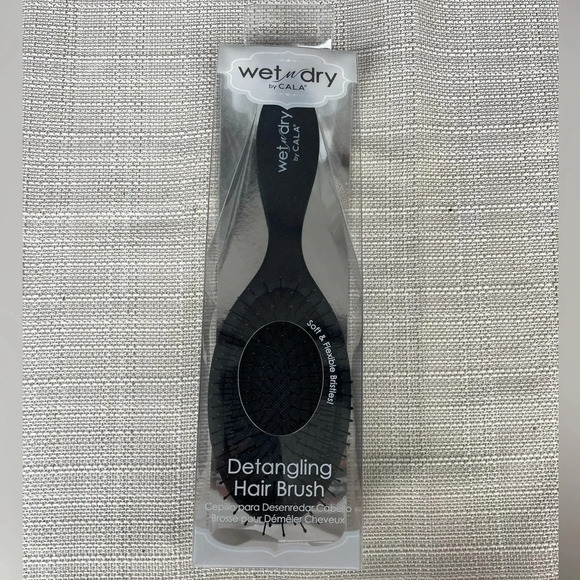 wet n dry
by CALA®
wet n dry
by CALA®
Soft & Flexible Bristles!
Detangling
Hair Brush
Cepillo para Desenredar Cabello
Brosse pour Démêler Cheveux